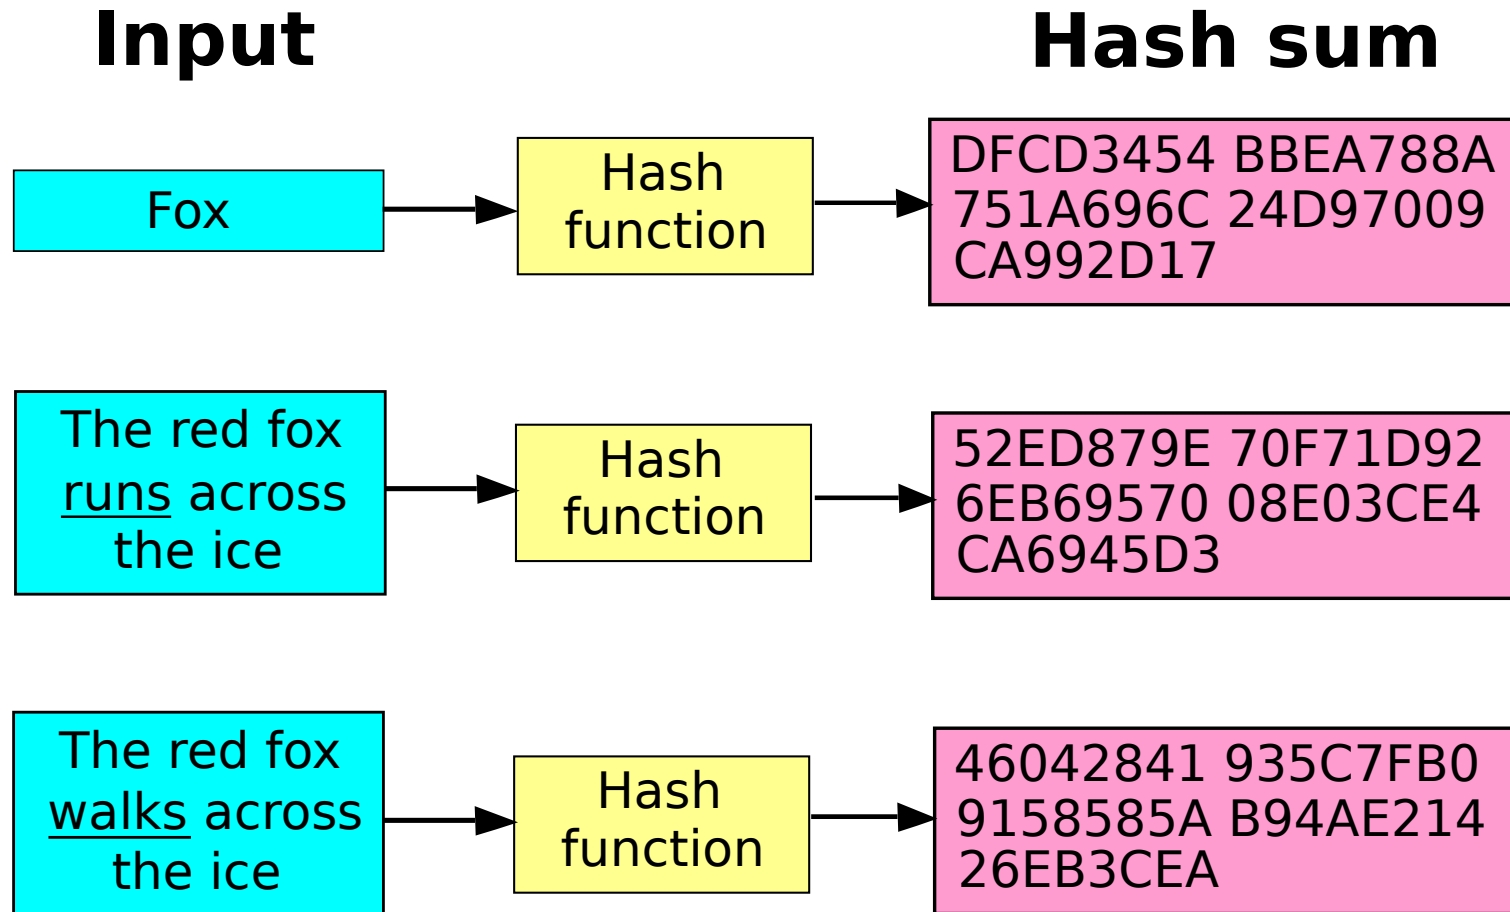 Input
Hash sum
Fox
Hash
function
DFCD3454 BBEA788A
751A696C 24D97009
CA992D17
The red fox
runs across
the ice
Hash
function
52ED879E 70F71D92
6EB69570 08E03CE4
CA6945D3
The red fox
walks across
the ice
Hash
function
46042841 935C7FB0
9158585A B94AE214
26EB3CEA